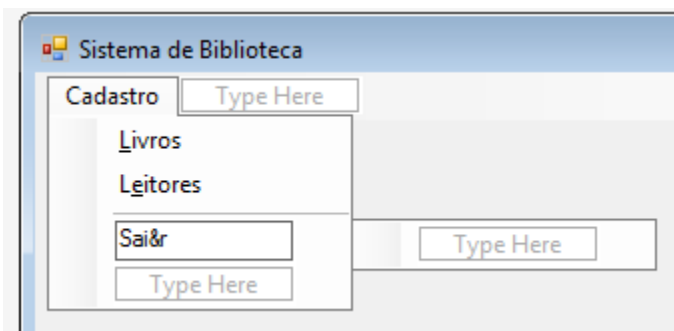 Sistema de Biblioteca
Cadastro Type Here
Livros
Leitores
Sai&r Type Here
Type Here